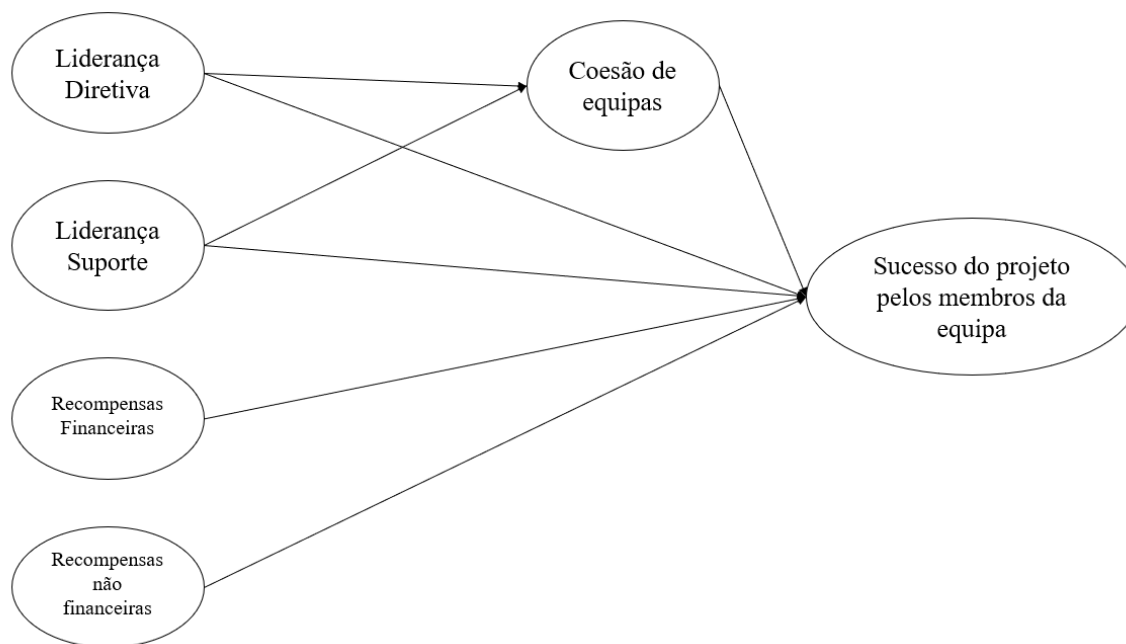 Liderança
Diretiva
Coesão de
equipas
Liderança
Suporte
Sucesso do projeto
pelos membros da
equipa
Recompensas
Financeiras
Recompensas
não
financeiras